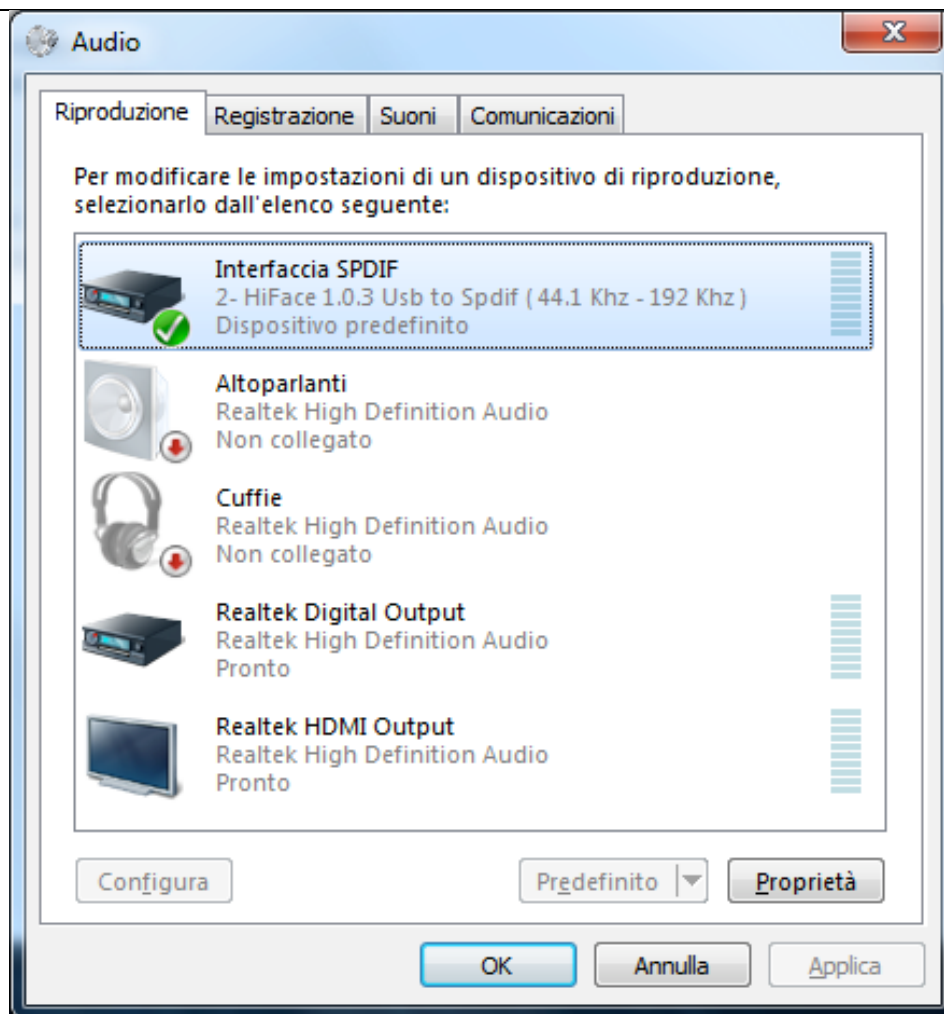 Audio
Riproduzione Registrazione Suoni Comunicazioni
Per modificare le impostazioni di un dispositivo di riproduzione,
selezionarlo dall'elenco seguente:
Interfaccia SPDIF
2- HiFace 1.0.3 Usb to Spdif ( 44.1 Khz - 192 Khz )
Dispositivo predefinito
Altoparlanti
Realtek High Definition Audio
Non collegato
Cuffie
Realtek High Definition Audio
Non collegato
Realtek Digital Output
Realtek High Definition Audio
Pronto
Realtek HDMI Output
Realtek High Definition Audio
Pronto
Configura Predefinito Proprietà
OK Annulla Applica